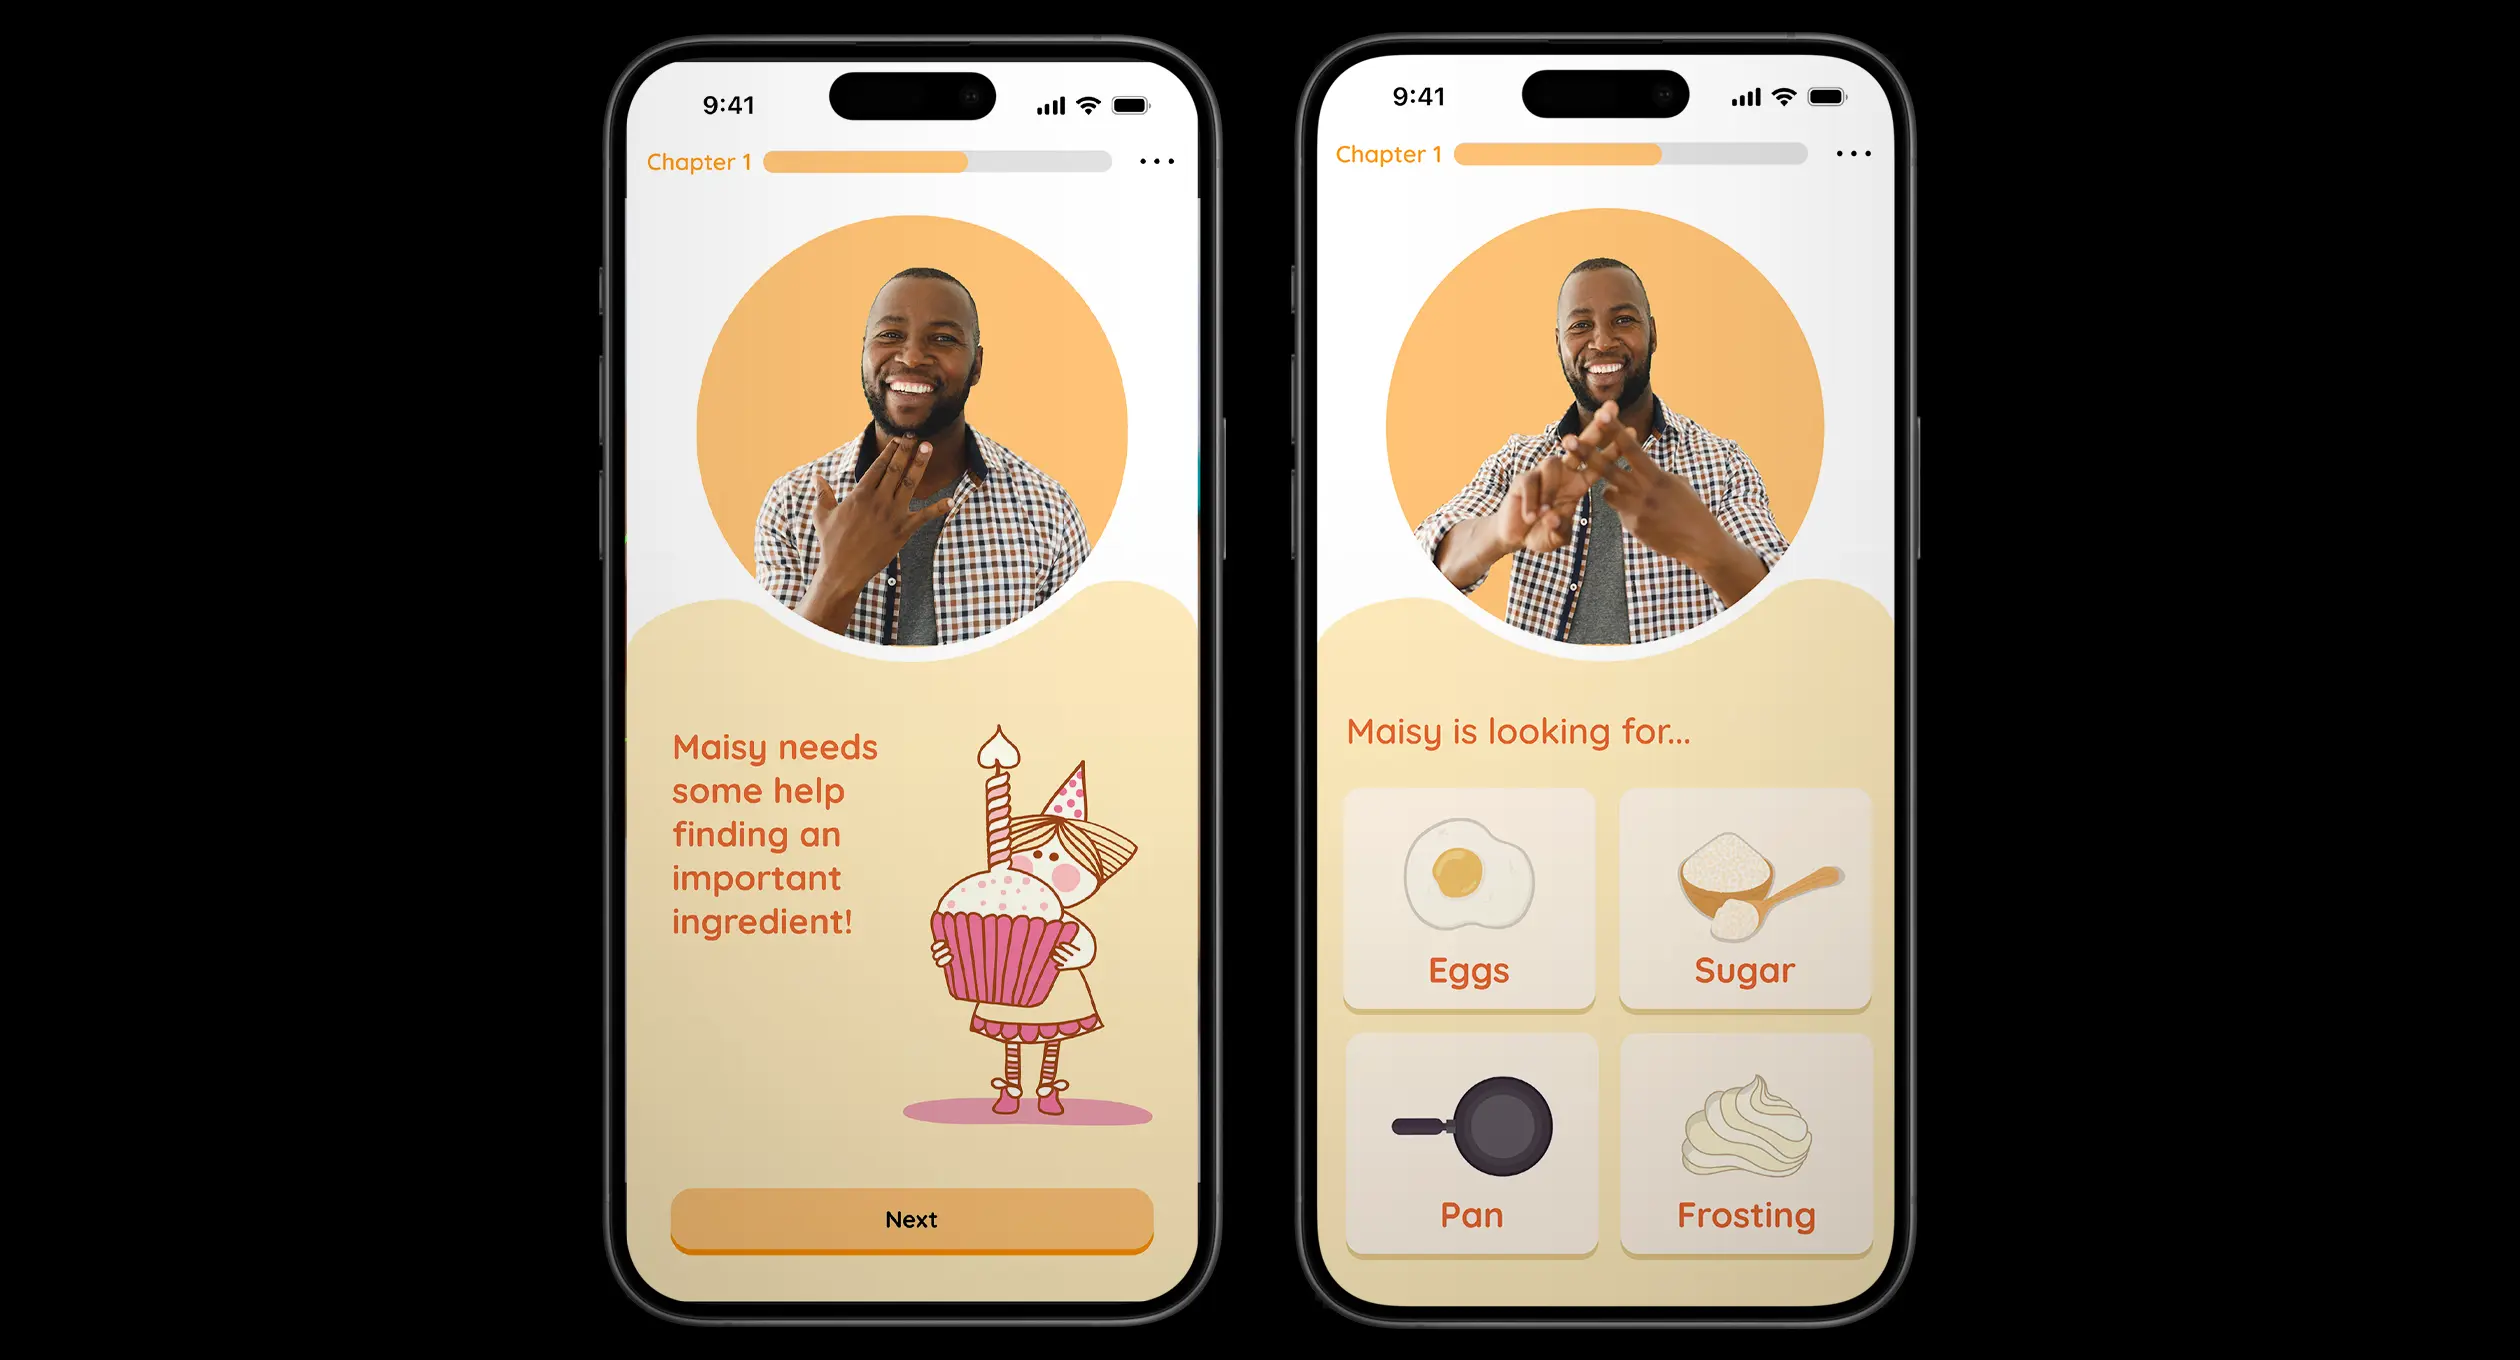 9:41
Chapter 1
Maisy needs
some help
finding an
important
ingredient!
Next
9:41
Chapter 1
Maisy is looking for...
Eggs
Sugar
Pan
Frosting